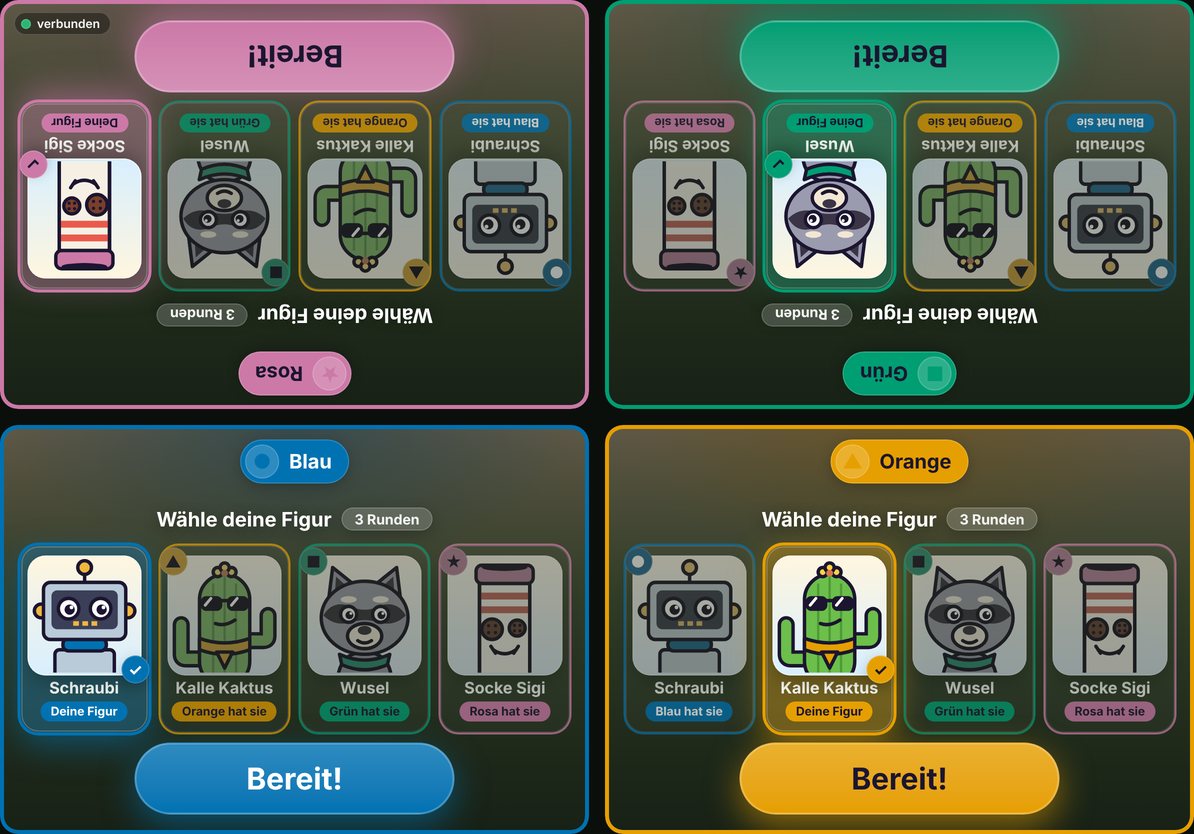 verbunden
Rosa
Wähle deine Figur 3 Runden
Schraubi Kalle Kaktus Wusel Socke Sigi
Blau hat sie Orange hat sie Grün hat sie Deine Figur
Bereit!
Grün
Wähle deine Figur 3 Runden
Schraubi Kalle Kaktus Wusel Socke Sigi
Blau hat sie Orange hat sie Deine Figur Rosa hat sie
Bereit!
Blau
Wähle deine Figur 3 Runden
Schraubi Kalle Kaktus Wusel Socke Sigi
Deine Figur Orange hat sie Grün hat sie Rosa hat sie
Bereit!
Orange
Wähle deine Figur 3 Runden
Schraubi Kalle Kaktus Wusel Socke Sigi
Blau hat sie Deine Figur Grün hat sie Rosa hat sie
Bereit!